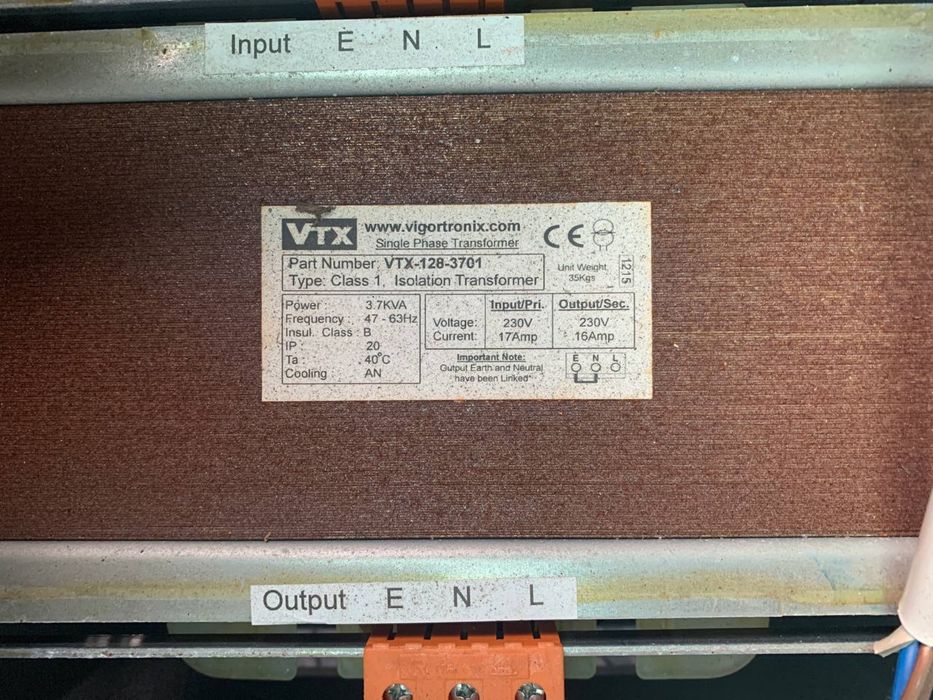 Input E N L
VTX www.vigortronix.com
Single Phase Transformer
CE
Part Number: VTX-128-3701
Type: Class 1, Isolation Transformer
Unit Weight
35Kgs
1215
Power : 3.7KVA
Frequency : 47 - 63Hz
Insul. Class : B
IP : 20
Ta : 40°C
Cooling : AN
Input/Pri. Output/Sec.
Voltage: 230V 230V
Current: 17Amp 16Amp
Important Note:
Output Earth and Neutral
have been Linked*
E N L
Output E N L